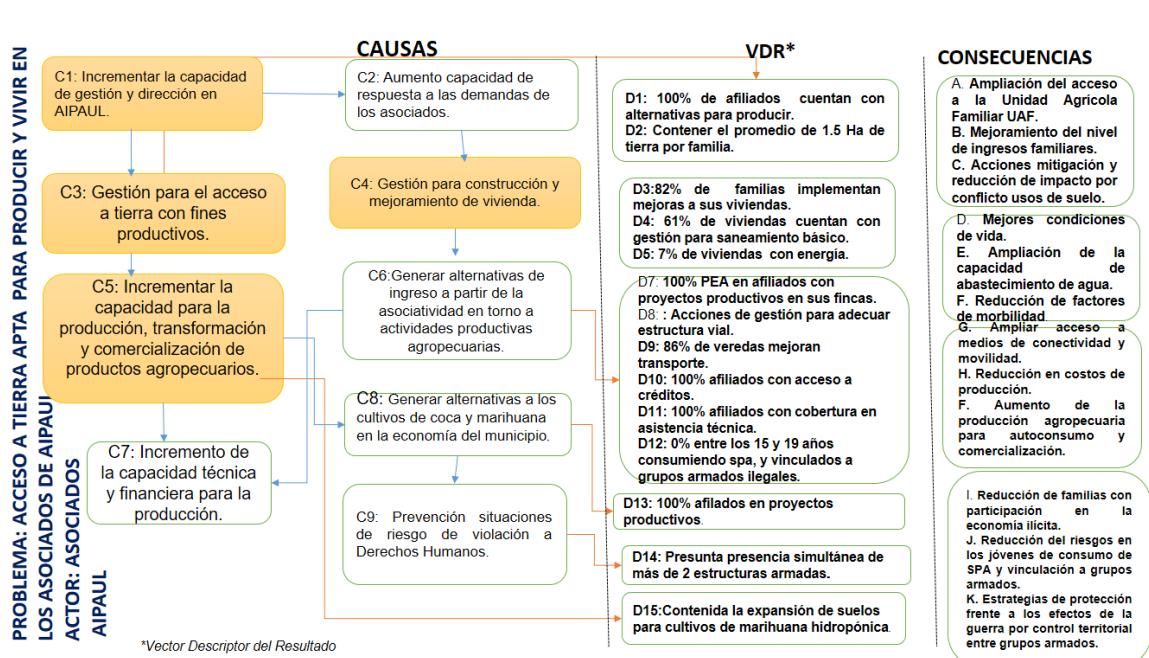 PROBLEMA: ACCESO A TIERRA APTA PARA PRODUCIR Y VIVIR EN
LOS ASOCIADOS DE AIPAUL
ACTOR: ASOCIADOS
AIPAUL
CAUSAS
C1: Incrementar la capacidad
de gestión y dirección en
AIPAUL.
C2: Aumento capacidad de
respuesta a las demandas de
los asociados.
C3: Gestión para el acceso
a tierra con fines
productivos.
C4: Gestión para construcción y
mejoramiento de vivienda.
C5: Incrementar la
capacidad para la
producción, transformación
y comercialización de
productos agropecuarios.
C6:Generar alternativas de
ingreso a partir de la
asociatividad en torno a
actividades productivas
agropecuarias.
C7: Incremento de
la capacidad técnica
y financiera para la
producción.
C8: Generar alternativas a los
cultivos de coca y marihuana
en la economía del municipio.
C9: Prevención situaciones
de riesgo de violación a
Derechos Humanos.
*Vector Descriptor del Resultado
VDR*
D1: 100% de afiliados cuentan con
alternativas para producir.
D2: Contener el promedio de 1.5 Ha de
tierra por familia.
D3:82% de familias implementan
mejoras a sus viviendas.
D4: 61% de viviendas cuentan con
gestión para saneamiento básico.
D5: 7% de viviendas con energía.
D7: 100% PEA en afiliados con
proyectos productivos en sus fincas.
D8: : Acciones de gestión para adecuar
estructura vial.
D9: 86% de veredas mejoran
transporte.
D10: 100% afiliados con acceso a
créditos.
D11: 100% afiliados con cobertura en
asistencia técnica.
D12: 0% entre los 15 y 19 años
consumiendo spa, y vinculados a
grupos armados ilegales.
D13: 100% afilados en proyectos
productivos.
D14: Presunta presencia simultánea de
más de 2 estructuras armadas.
D15:Contenida la expansión de suelos
para cultivos de marihuana hidropónica.
CONSECUENCIAS
A. Ampliación del acceso
a la Unidad Agrícola
Familiar UAF.
B. Mejoramiento del nivel
de ingresos familiares.
C. Acciones mitigación y
reducción de impacto por
conflicto usos de suelo.
D. Mejores condiciones
de vida.
E. Ampliación de la
capacidad de
abastecimiento de agua.
F. Reducción de factores
de morbilidad.
G. Ampliar acceso a
medios de conectividad y
movilidad.
H. Reducción en costos de
producción.
F. Aumento de la
producción agropecuaria
para autoconsumo y
comercialización.
I. Reducción de familias con
participación en la
economía ilícita.
J. Reducción del riesgos en
los jóvenes de consumo de
SPA y vinculación a grupos
armados.
K. Estrategias de protección
frente a los efectos de la
guerra por control territorial
entre grupos armados.